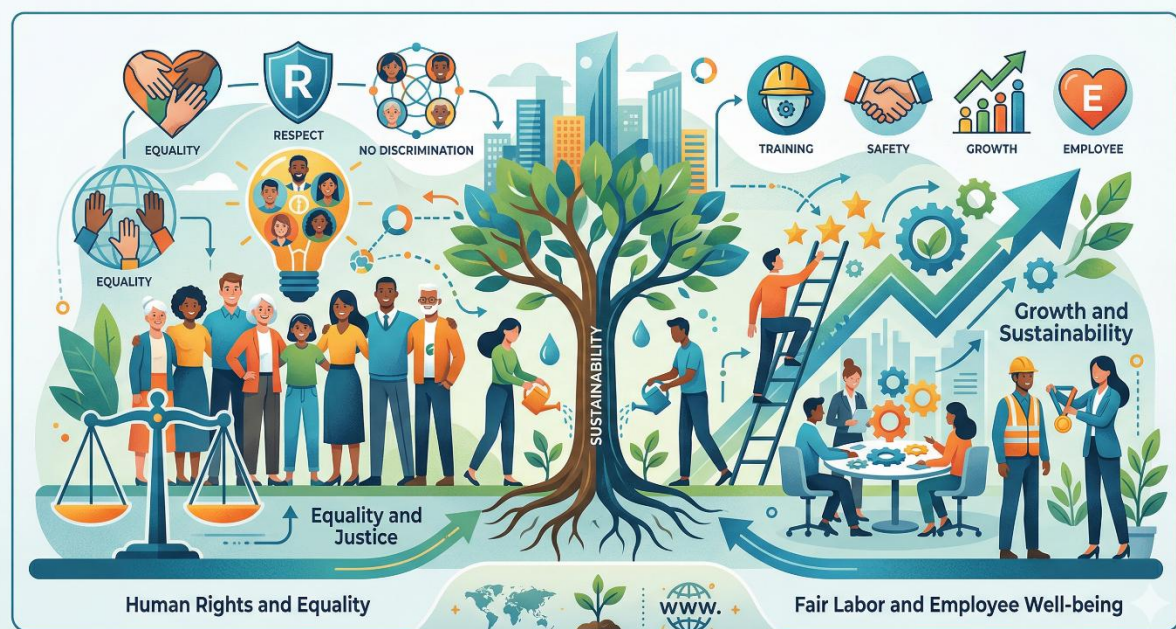 EQUALITY
R
RESPECT
NO DISCRIMINATION
EQUALITY
TRAINING
SAFETY
GROWTH
E
EMPLOYEE
SUSTAINABILITY
Growth and
Sustainability
Equality and
Justice
Human Rights and Equality
www.
Fair Labor and Employee Well-being